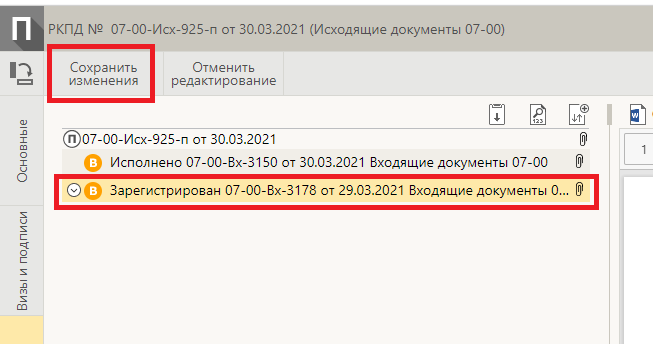 П РКПД № 07-00-Исх-925-п от 30.03.2021 (Исходящие документы 07-00)
Сохранить
изменения
Отменить
редактирование
Основные
Визы и подписи
123
1
П 07-00-Исх-925-п от 30.03.2021
В Исполнено 07-00-Вх-3150 от 30.03.2021 Входящие документы 07-00
В Зарегистрирован 07-00-Вх-3178 от 29.03.2021 Входящие документы 0...